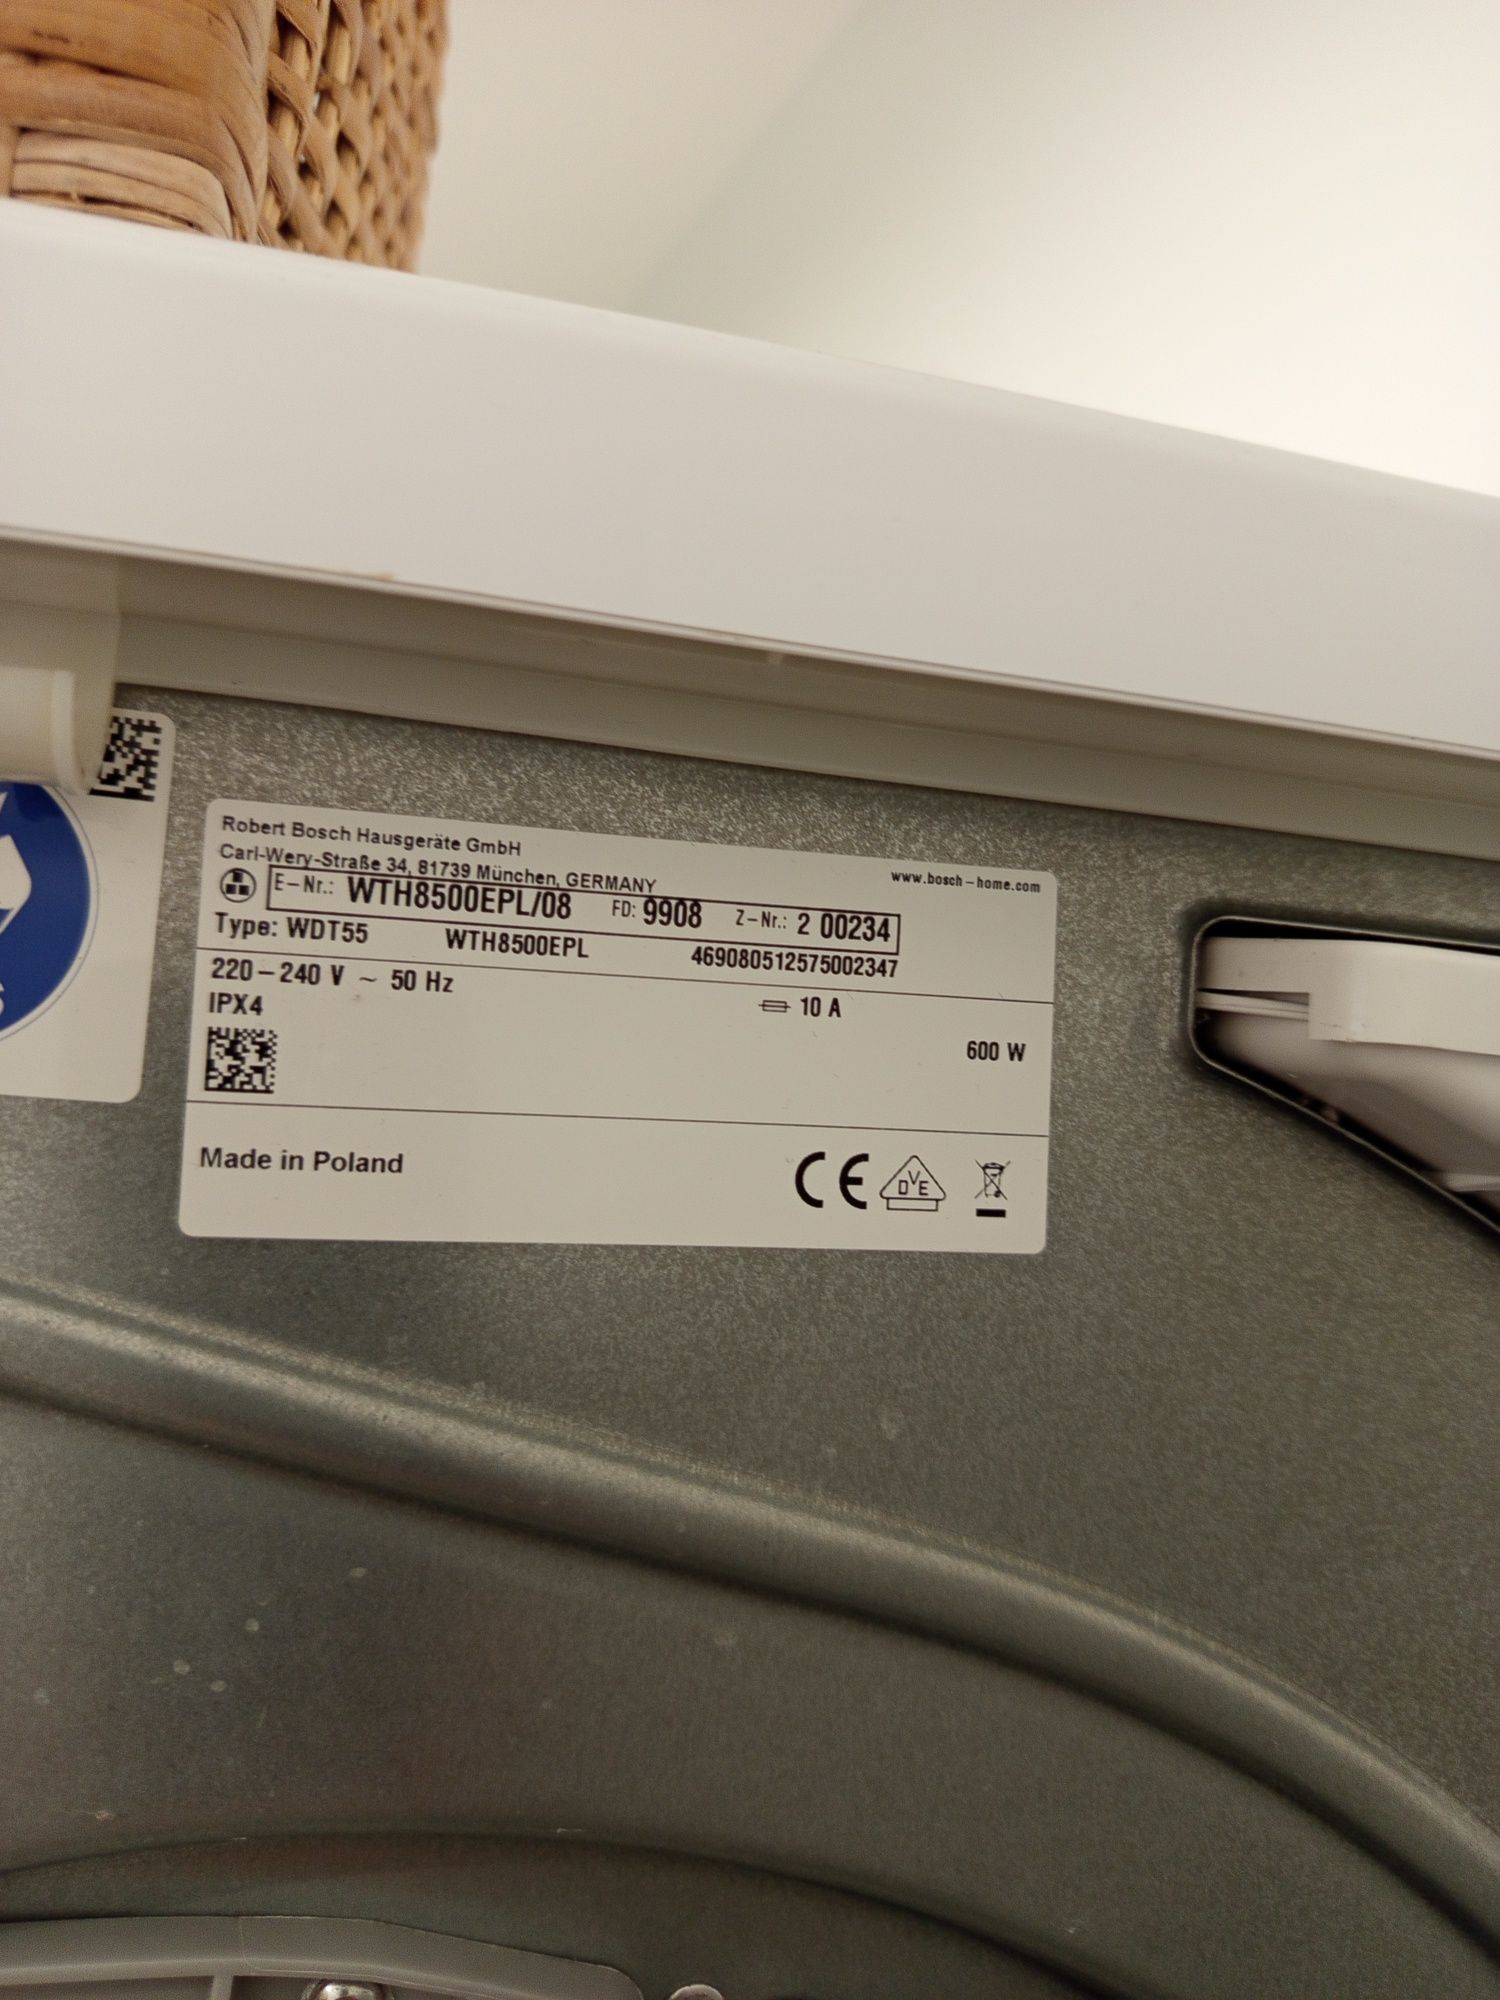 Robert Bosch Hausgeräte GmbH
Carl-Wery-Straße 34, 81739 München, GERMANY
www.bosch-home.com
E-Nr.: WTH8500EPL/08 FD: 9908 Z-Nr.: 2 00234
Type: WDT55 WTH8500EPL 469080512575002347
220-240 V ~ 50 Hz
IPX4
10 A
600 W
Made in Poland
CE
DVE